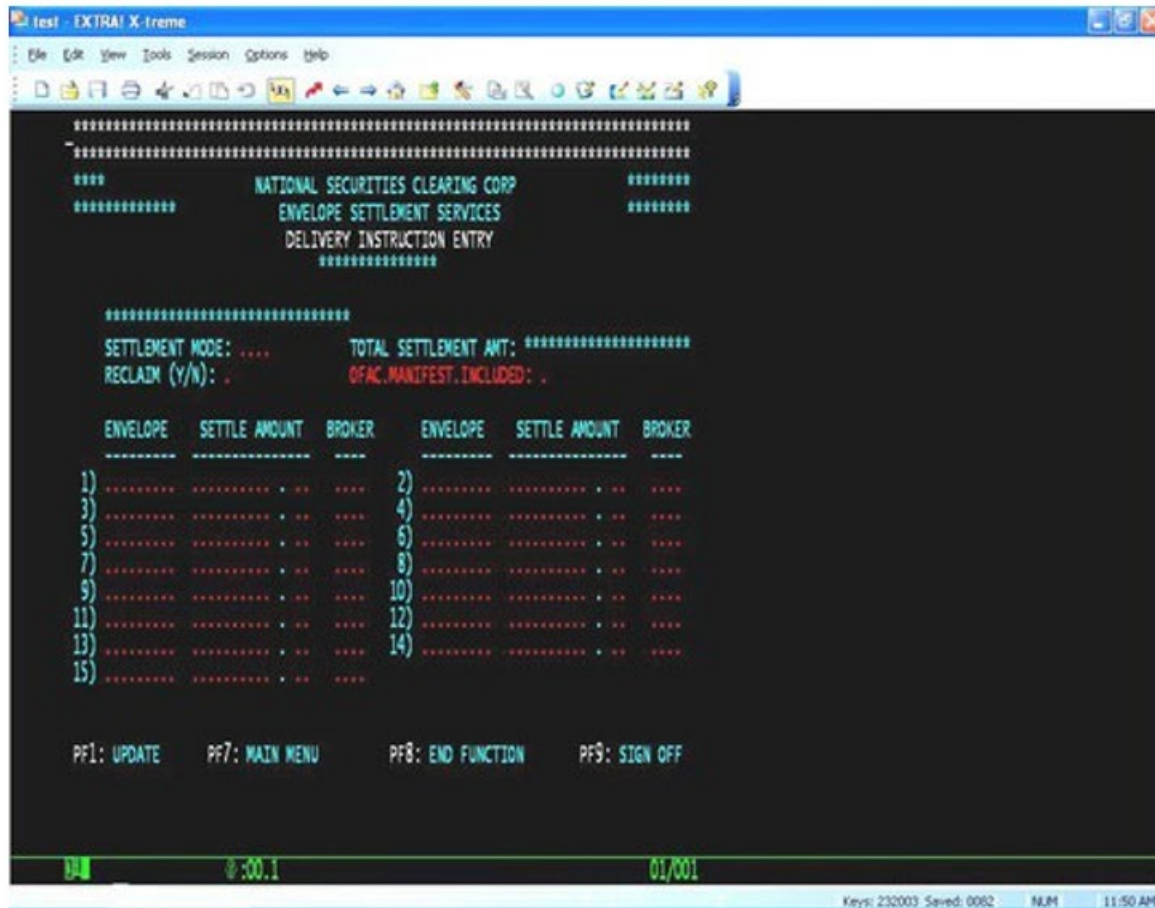 test - EXTRA! X-treme
File Edit View Tools Session Options Help
********************************************************************************
********************************************************************************
**** NATIONAL SECURITIES CLEARING CORP ********
************* ENVELOPE SETTLEMENT SERVICES ********
DELIVERY INSTRUCTION ENTRY
***************
*******************************
SETTLEMENT MODE: .... TOTAL SETTLEMENT AMT: *********************
RECLAIM (Y/N): . OFAC.MANIFEST.INCLUDED: .
ENVELOPE SETTLE AMOUNT BROKER ENVELOPE SETTLE AMOUNT BROKER
--------- --------------- ---- --------- --------------- ----
1) ......... .......... . .. .... 2) ......... .......... . .. ....
3) ......... .......... . .. .... 4) ......... .......... . .. ....
5) ......... .......... . .. .... 6) ......... .......... . .. ....
7) ......... .......... . .. .... 8) ......... .......... . .. ....
9) ......... .......... . .. .... 10) ......... .......... . .. ....
11) ......... .......... . .. .... 12) ......... .......... . .. ....
13) ......... .......... . .. .... 14) ......... .......... . .. ....
15) ......... .......... . .. ....
PF1: UPDATE PF7: MAIN MENU PF8: END FUNCTION PF9: SIGN OFF
:00.1 01/001
Keys: 232003 Saved: 0082 NUM 11:50 AM